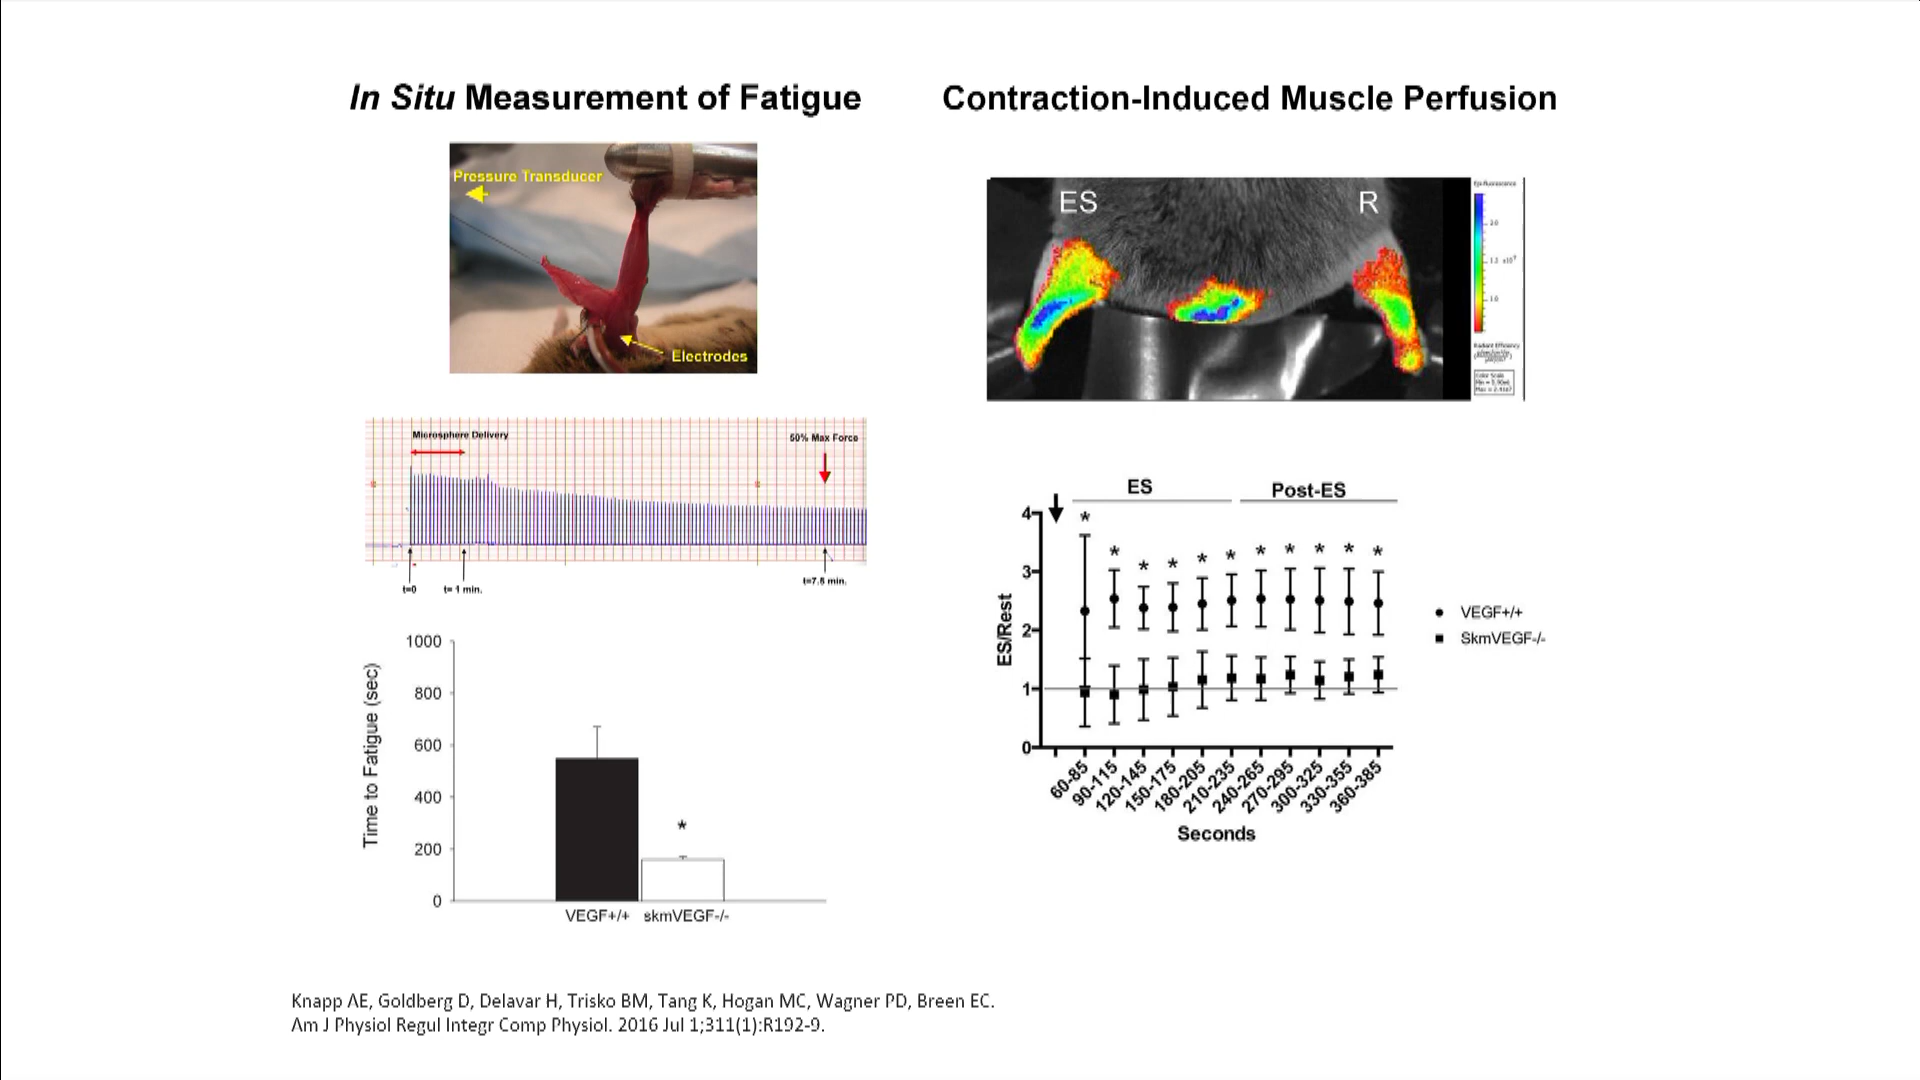 In Situ Measurement of Fatigue
Pressure Transducer
Electrodes
Microsphere Delivery
50% Max Force
t=0
t= 1 min.
t=7.5 min.
1000
800
600
400
200
0
Time to Fatigue (sec)
*
VEGF+/+
skmVEGF-/-
Contraction-Induced Muscle Perfusion
ES
R
ES
Post-ES
4
3
2
1
0
ES/Rest
* * * * * * * * * * *
60-85
90-115
120-145
150-175
180-205
210-235
240-265
270-295
300-325
330-355
360-385
Seconds
VEGF+/+
SkmVEGF-/-
Knapp AE, Goldberg D, Delavar H, Trisko BM, Tang K, Hogan MC, Wagner PD, Breen EC.
Am J Physiol Regul Integr Comp Physiol. 2016 Jul 1;311(1):R192-9.